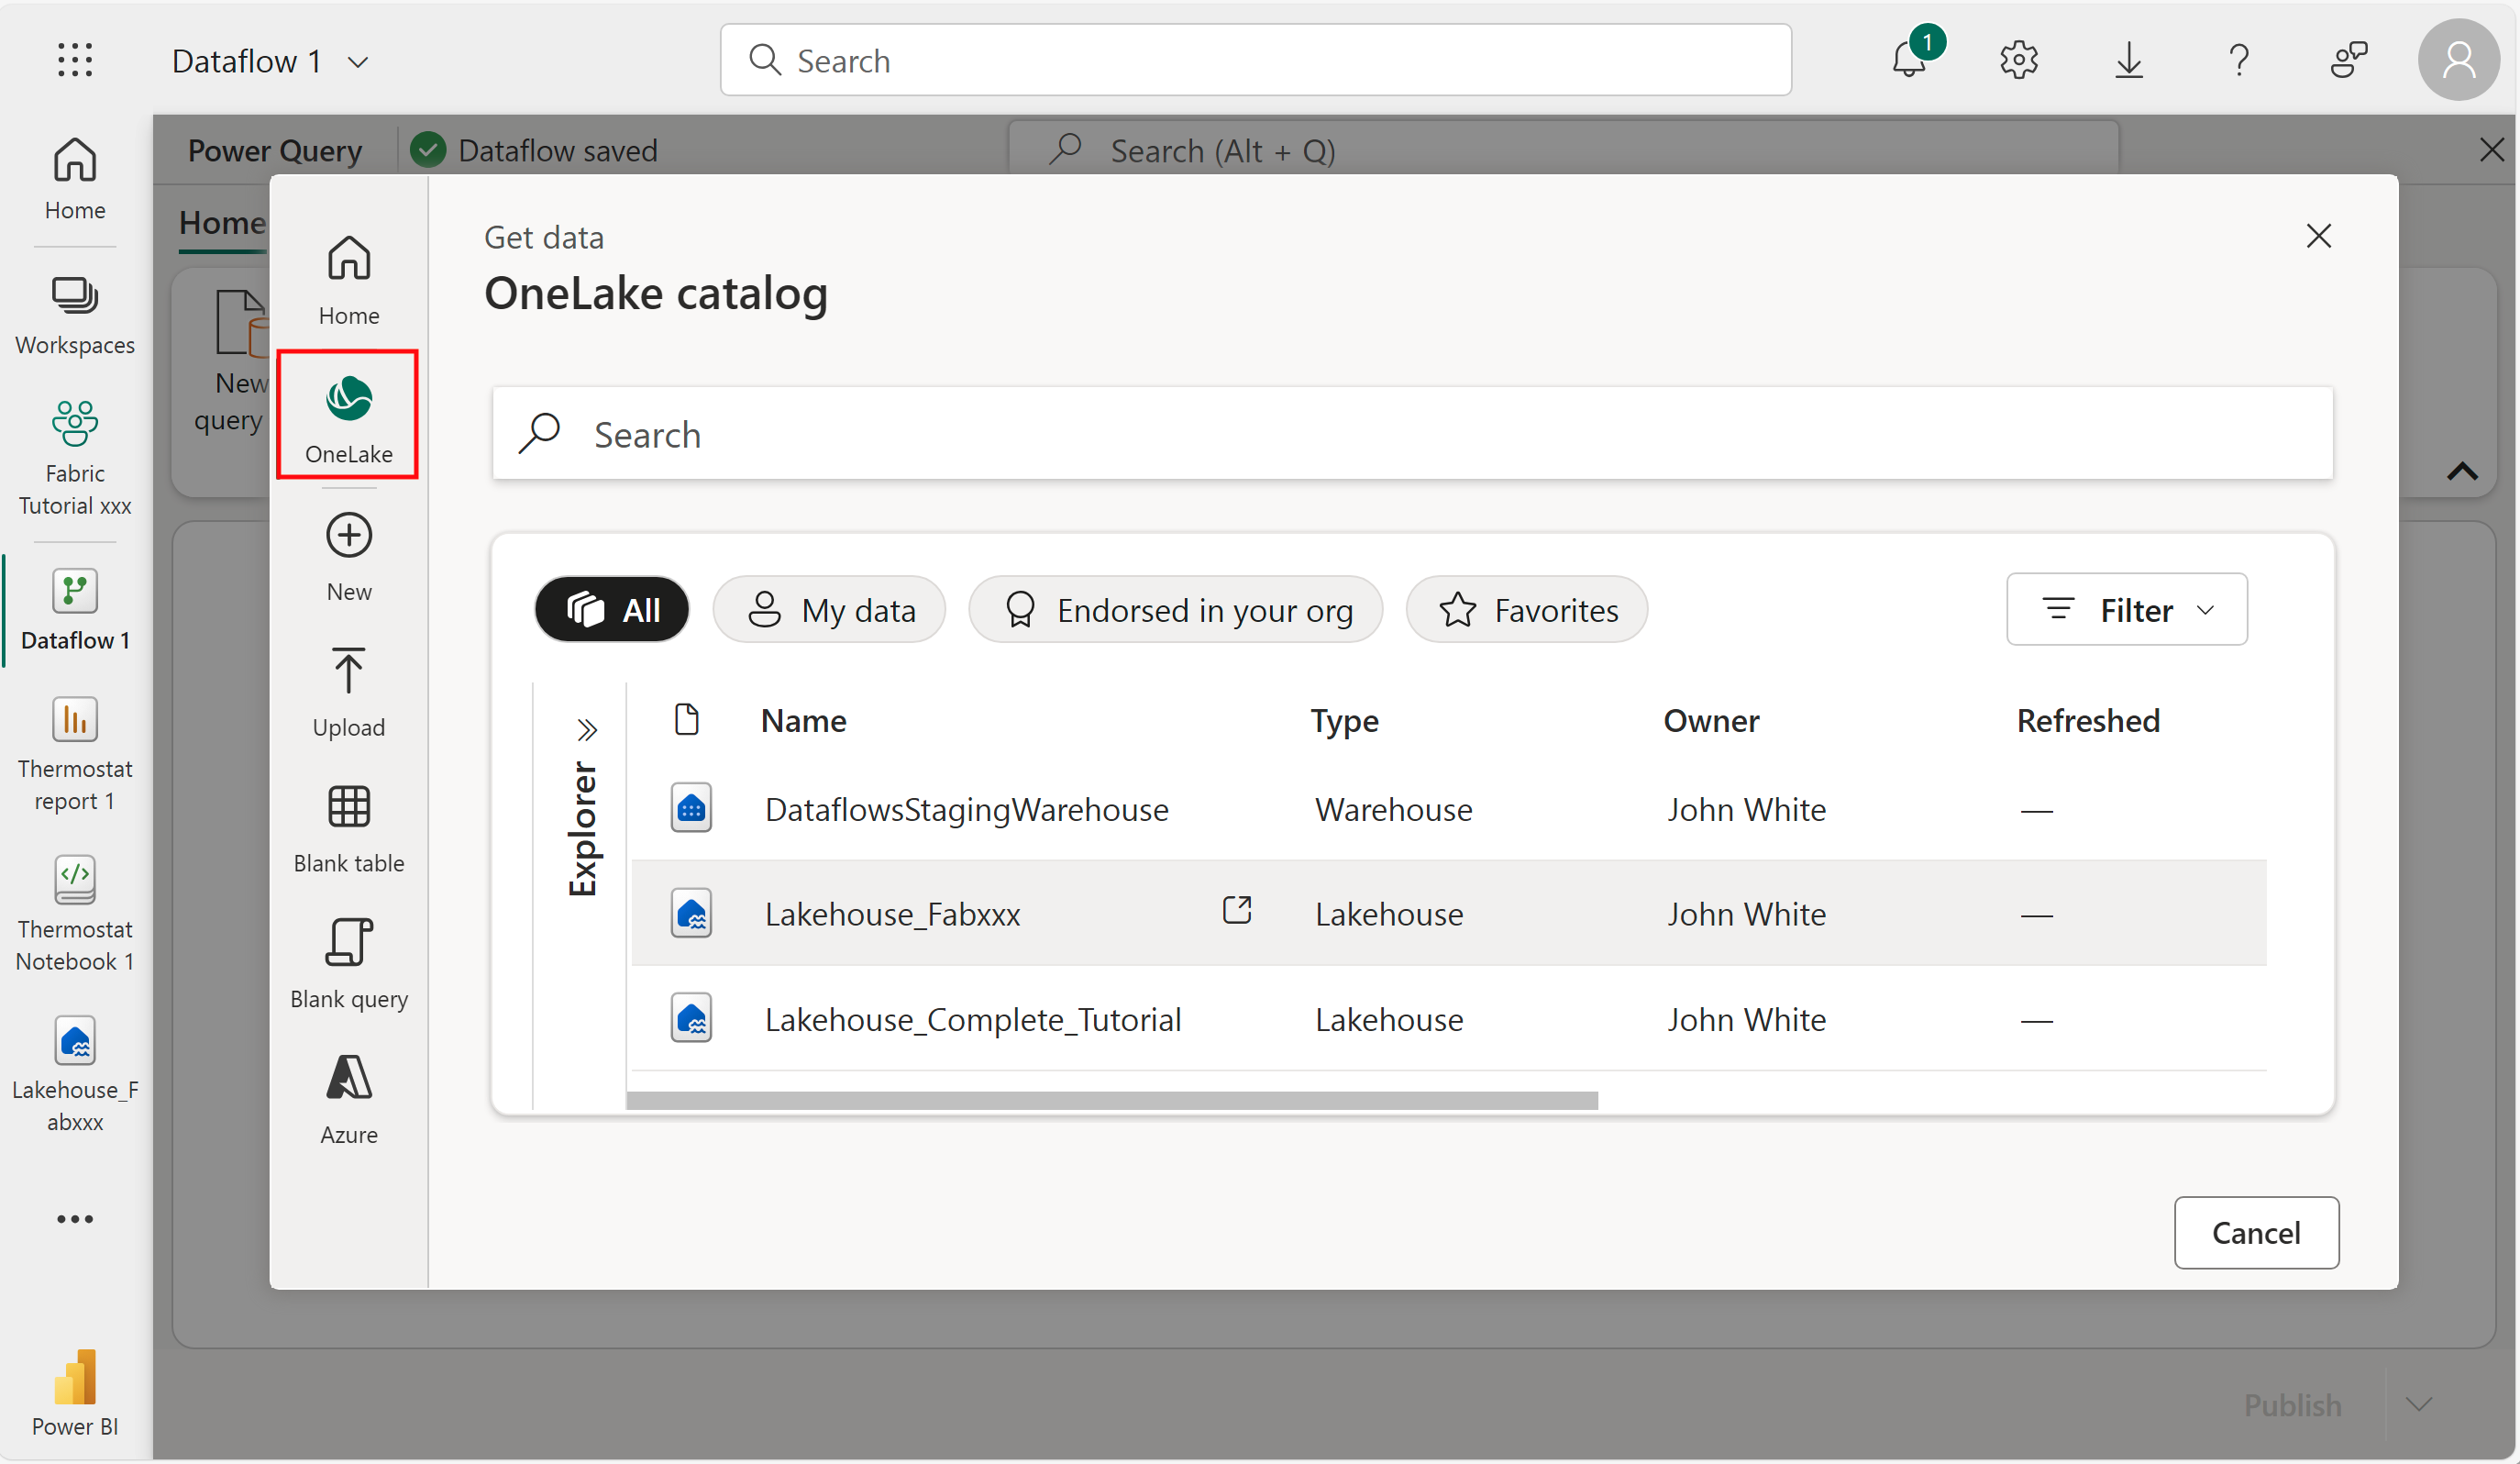 Dataflow 1
Search
1
Home
Workspaces
Fabric
Tutorial xxx
Dataflow 1
Thermostat
report 1
Thermostat
Notebook 1
Lakehouse_F
abxxx
Power BI
Power Query
Dataflow saved
Search (Alt + Q)
Home
New
query
Home
OneLake
New
Upload
Blank table
Blank query
Azure
Get data
OneLake catalog
Search
All
My data
Endorsed in your org
Favorites
Filter
Explorer
Name Type Owner Refreshed
DataflowsStagingWarehouse Warehouse John White —
Lakehouse_Fabxxx Lakehouse John White —
Lakehouse_Complete_Tutorial Lakehouse John White —
Cancel
Publish